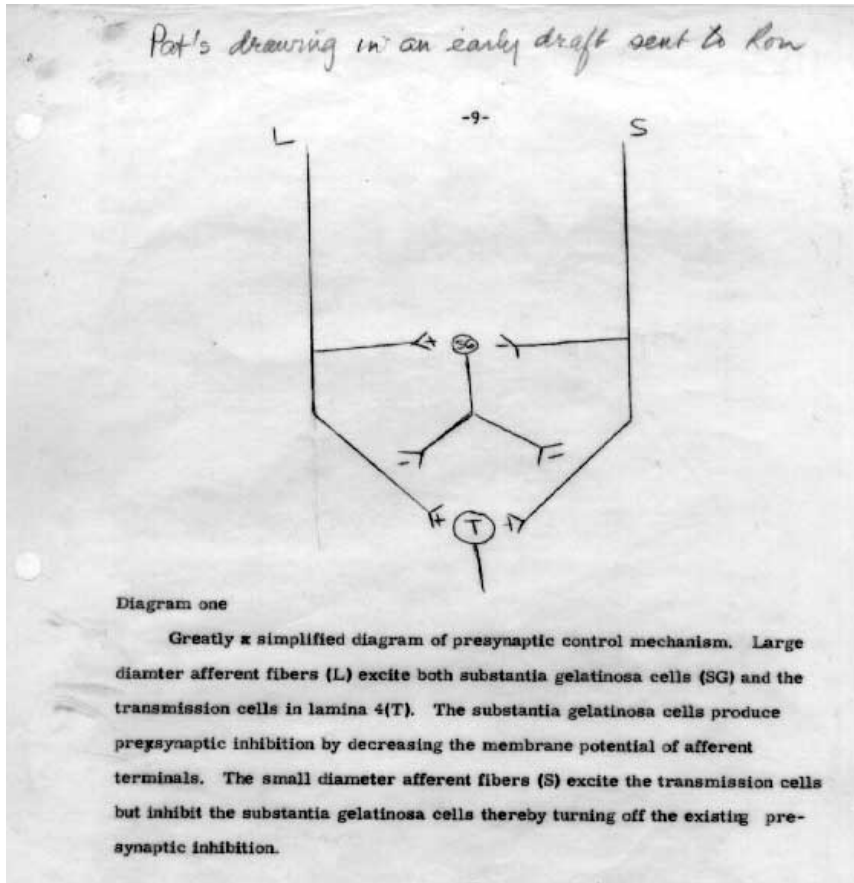 Pat's drawing in an early draft sent to Ron
-9-
L S
+ SG -
- -
+ T +
Diagram one
Greatly x simplified diagram of presynaptic control mechanism. Large
diamter afferent fibers (L) excite both substantia gelatinosa cells (SG) and the
transmission cells in lamina 4(T). The substantia gelatinosa cells produce
prexsynaptic inhibition by decreasing the membrane potential of afferent
terminals. The small diameter afferent fibers (S) excite the transmission cells
but inhibit the substantia gelatinosa cells thereby turning off the existing pre-
synaptic inhibition.